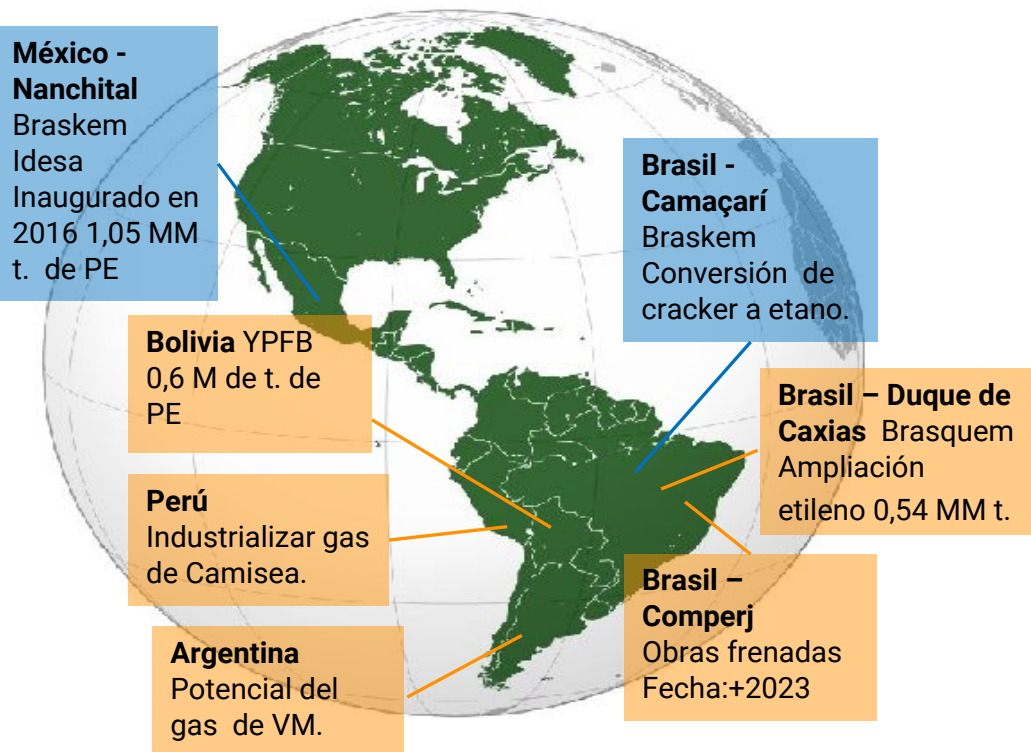 México -
Nanchital
Braskem
Idesa
Inaugurado en
2016 1,05 MM
t. de PE
Brasil -
Camaçarí
Braskem
Conversión de
cracker a etano.
Bolivia YPFB
0,6 M de t. de
PE
Brasil – Duque de
Caxias Brasquem
Ampliación
etileno 0,54 MM t.
Perú
Industrializar gas
de Camisea.
Brasil –
Comperj
Obras frenadas
Fecha:+2023
Argentina
Potencial del
gas de VM.